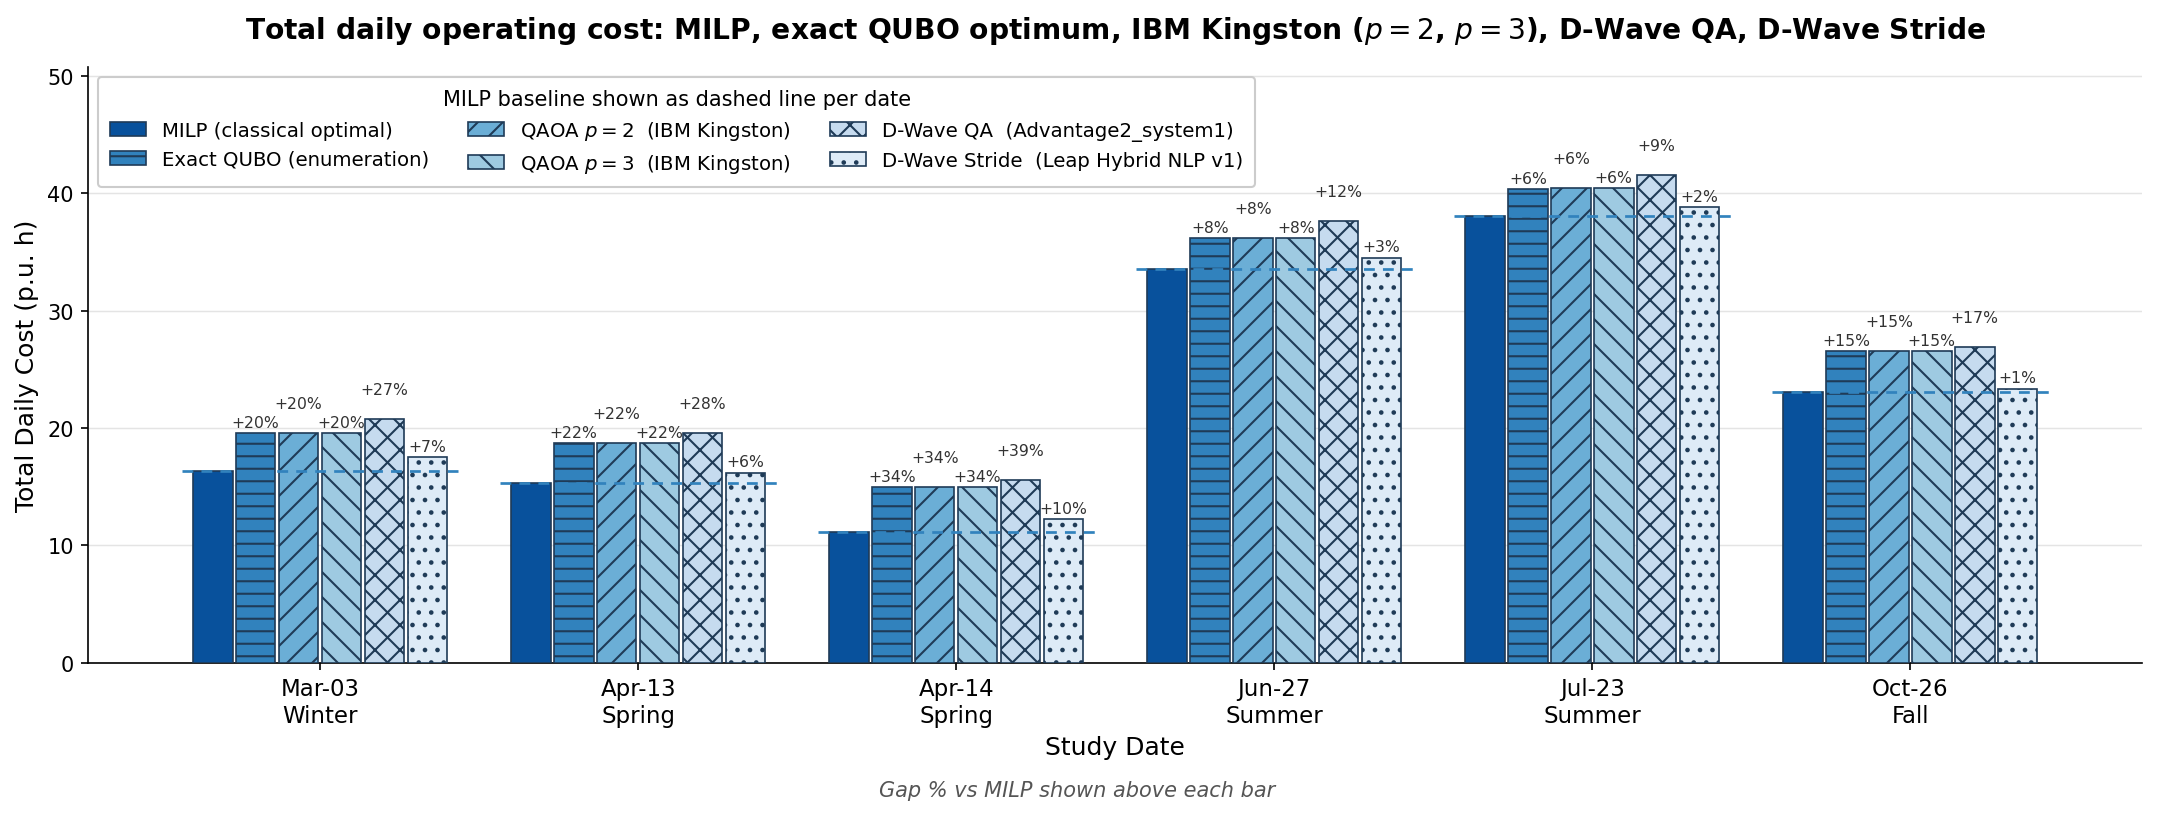 Total daily operating cost: MILP, exact QUBO optimum, IBM Kingston (p = 2, p = 3), D-Wave QA, D-Wave Stride
Total Daily Cost (p.u. h)
50
40
30
20
10
0
MILP baseline shown as dashed line per date
MILP (classical optimal)
Exact QUBO (enumeration)
QAOA p = 2 (IBM Kingston)
QAOA p = 3 (IBM Kingston)
D-Wave QA (Advantage2_system1)
D-Wave Stride (Leap Hybrid NLP v1)
+20%
+20%
+20%
+27%
+7%
+22%
+22%
+22%
+28%
+6%
+34%
+34%
+34%
+39%
+10%
+8%
+8%
+8%
+12%
+3%
+6%
+6%
+6%
+9%
+2%
+15%
+15%
+15%
+17%
+1%
Mar-03
Winter
Apr-13
Spring
Apr-14
Spring
Jun-27
Summer
Jul-23
Summer
Oct-26
Fall
Study Date
Gap % vs MILP shown above each bar